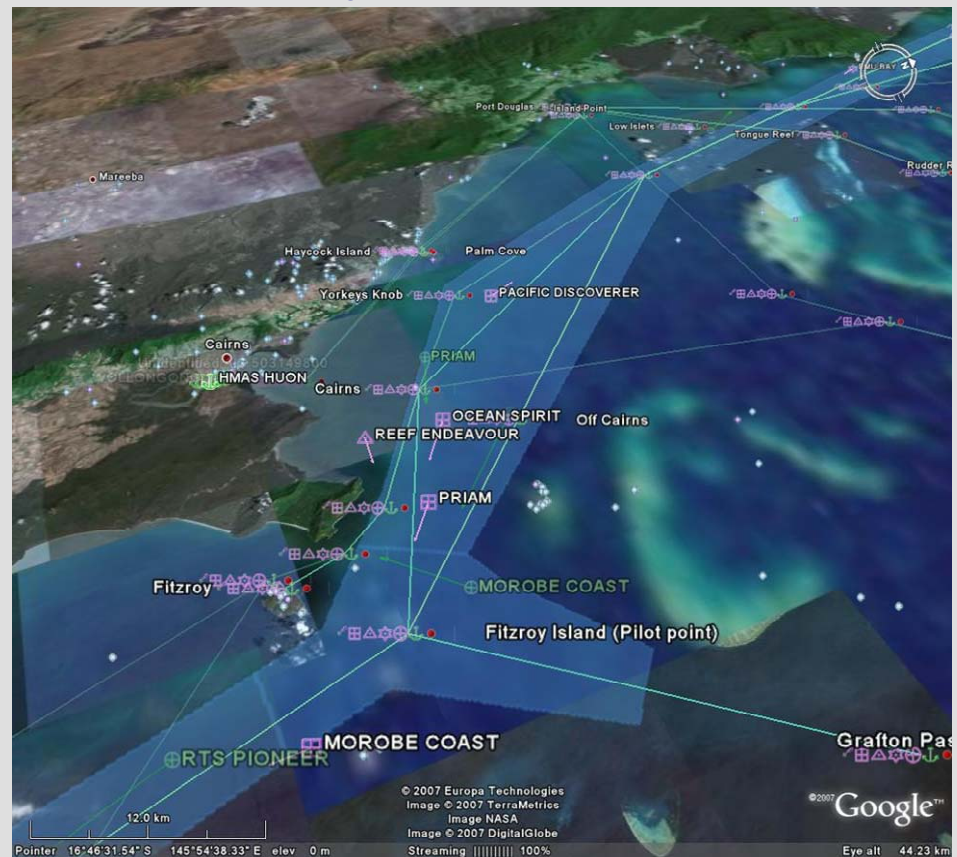 Port Douglas
Island Point
Low Islets
Tongue Reef
Rudder R
Mareeba
Haycock Island
Palm Cove
Yorkeys Knob
PACIFIC DISCOVERER
Cairns
PRIAM
HMAS HUON
Cairns
OCEAN SPIRIT
Off Cairns
REEF ENDEAVOUR
PRIAM
MOROBE COAST
Fitzroy
Fitzroy Island (Pilot point)
Grafton Pas
MOROBE COAST
RTS PIONEER
© 2007 Europa Technologies
Image © 2007 TerraMetrics
Image NASA
Image © 2007 DigitalGlobe
©2007 Google™
12.0 km
Pointer 16°46'31.54" S 145°54'38.33" E elev 0 m Streaming 100% Eye alt 44.23 km